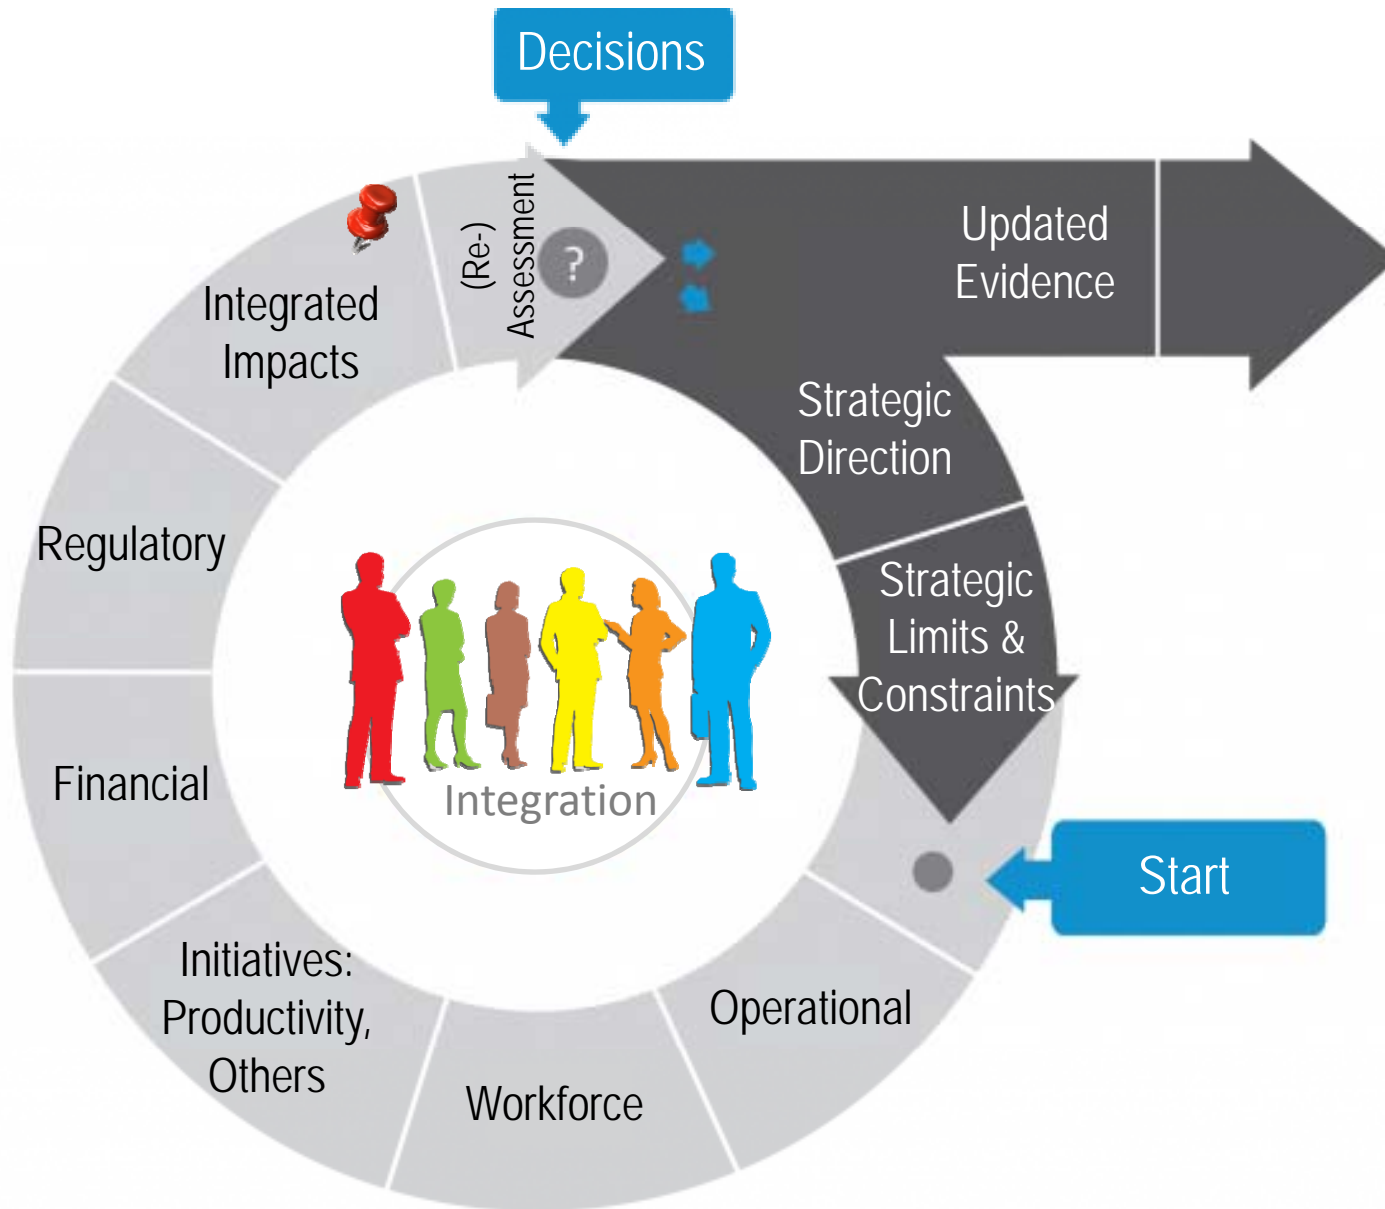 Decisions
(Re-)
Assessment
?
Updated
Evidence
Integrated
Impacts
Strategic
Direction
Regulatory
Strategic
Limits &
Constraints
Integration
Financial
Start
Initiatives:
Productivity,
Others
Operational
Workforce